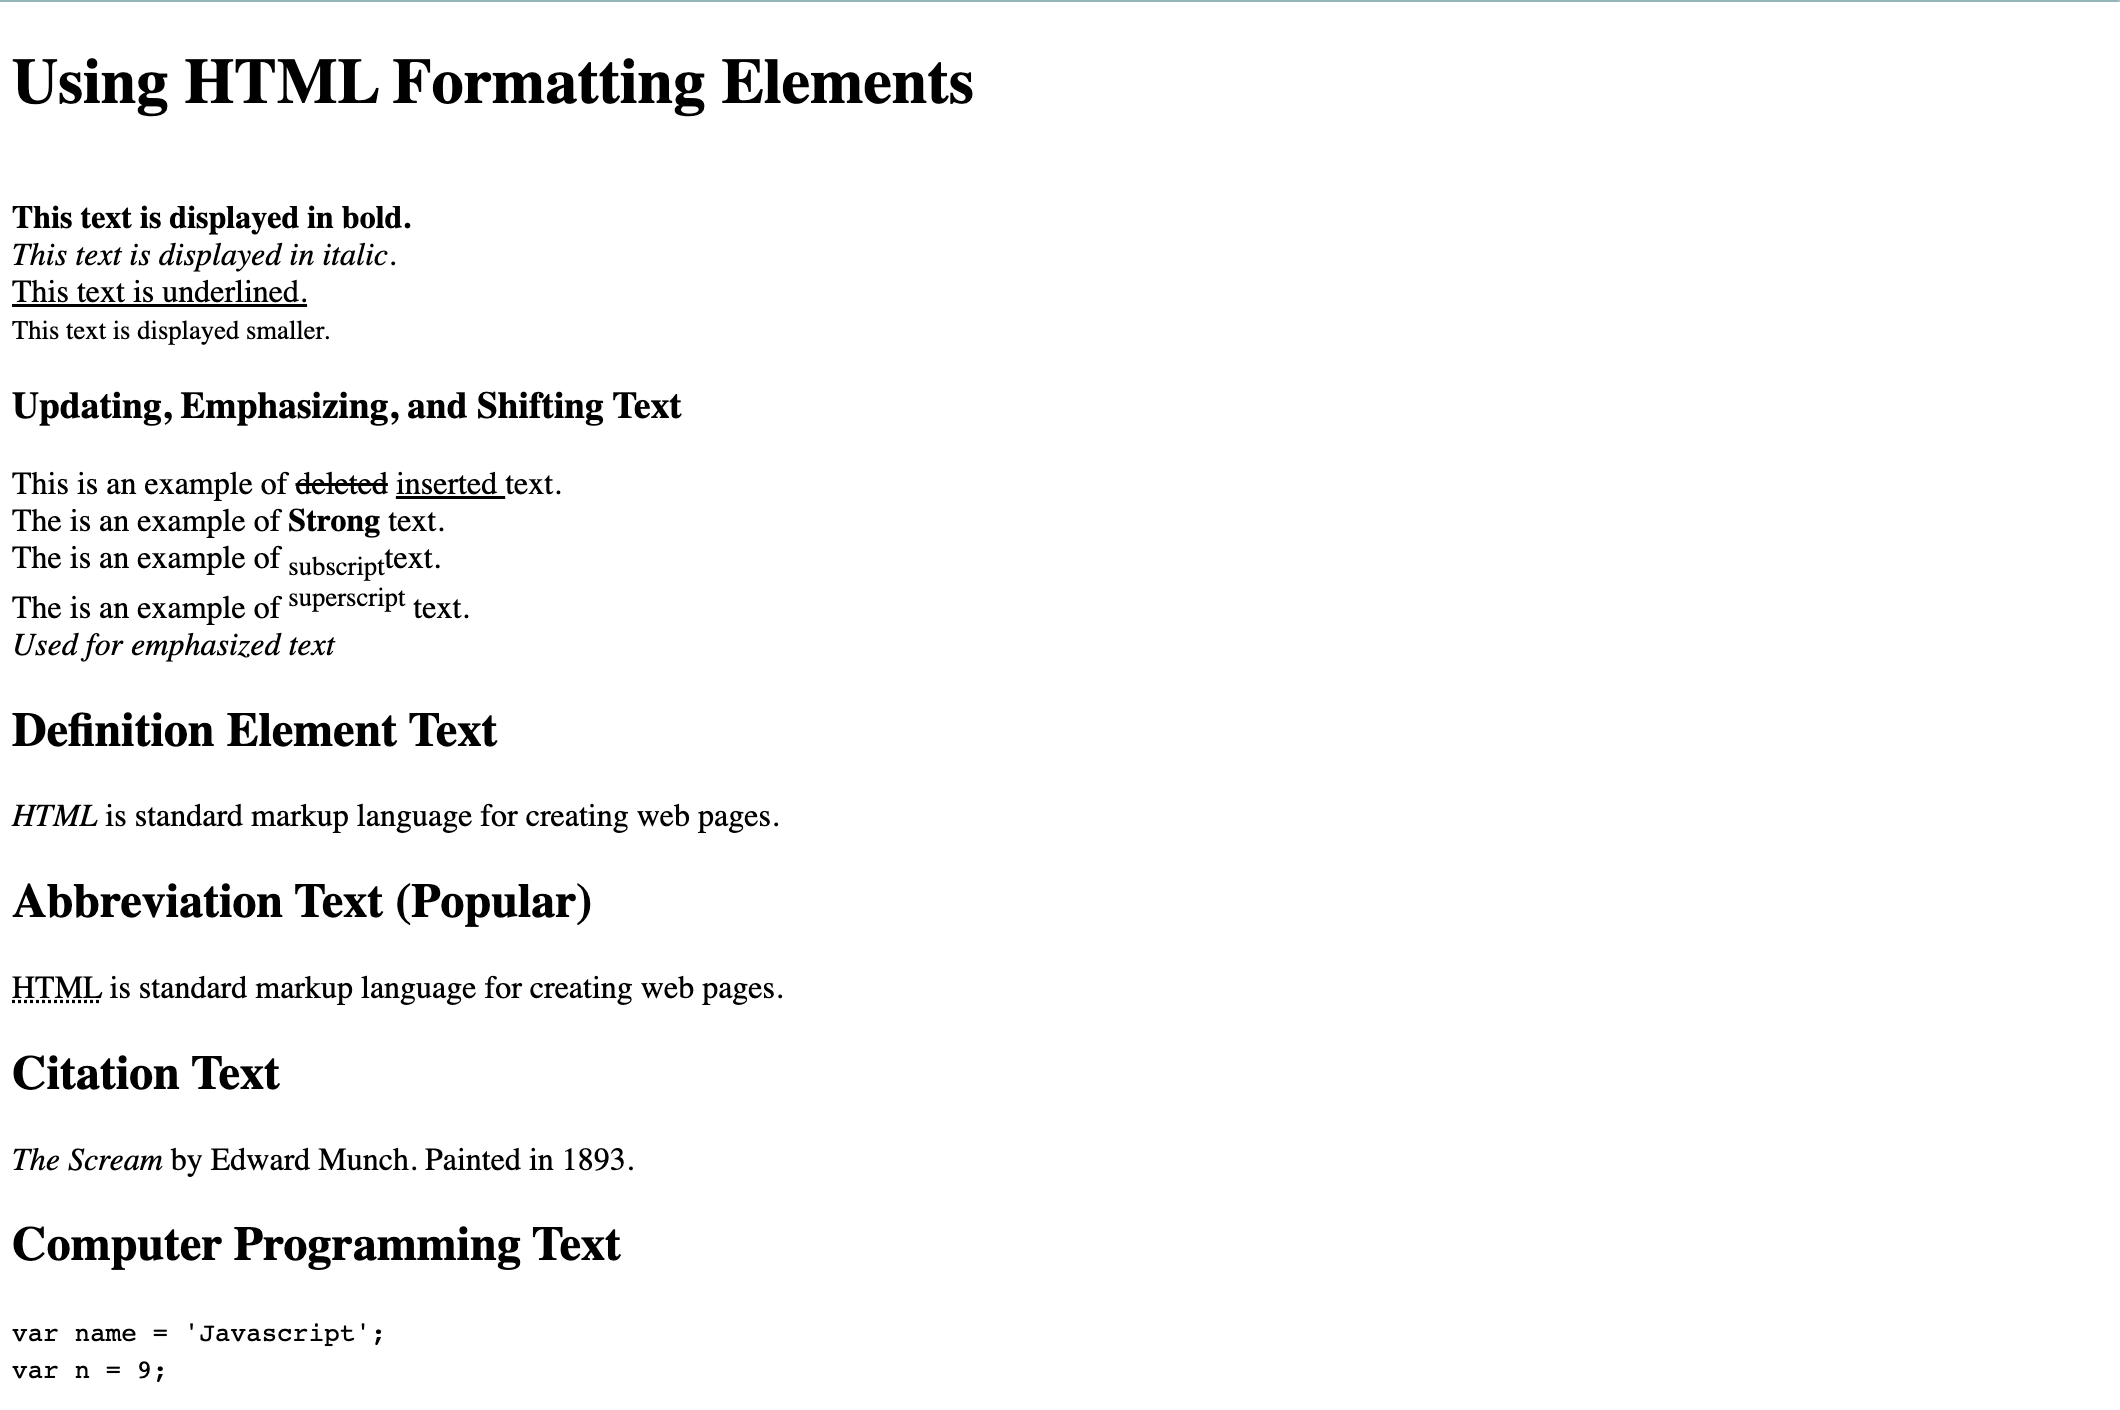 Using HTML Formatting Elements
This text is displayed in bold.
This text is displayed in italic.
This text is underlined.
This text is displayed smaller.
Updating, Emphasizing, and Shifting Text
This is an example of deleted inserted text.
The is an example of Strong text.
The is an example of subscripttext.
The is an example of superscript text.
Used for emphasized text
Definition Element Text
HTML is standard markup language for creating web pages.
Abbreviation Text (Popular)
HTML is standard markup language for creating web pages.
Citation Text
The Scream by Edward Munch. Painted in 1893.
Computer Programming Text
var name = 'Javascript';
var n = 9;